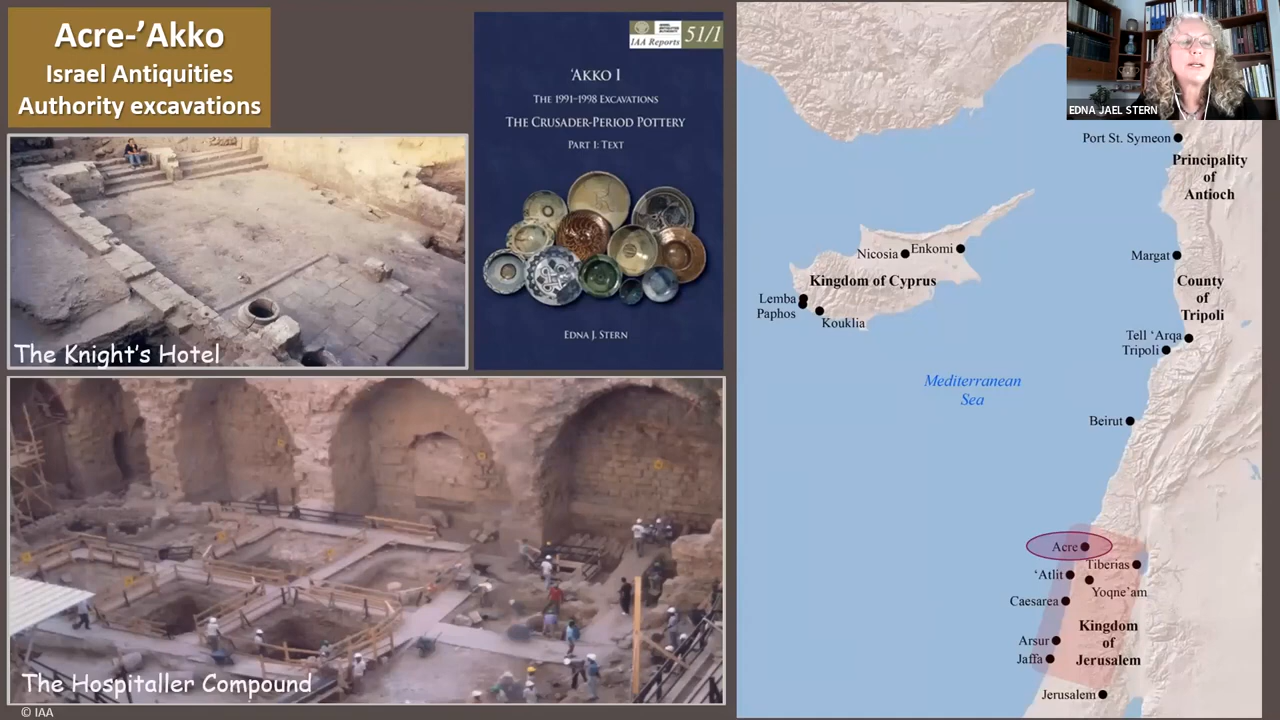 Acre-’Akko
Israel Antiquities
Authority excavations
The Knight's Hotel
IAA Reports 51/1
‘AKKO I
THE 1991–1998 EXCAVATIONS
THE CRUSADER-PERIOD POTTERY
PART 1: TEXT
EDNA J. STERN
The Hospitaller Compound
© IAA
EDNA JAEL STERN
Port St. Symeon
Principality
of
Antioch
Nicosia
Enkomi
Margat
Kingdom of Cyprus
County
of
Tripoli
Lemba
Paphos
Kouklia
Tell ‘Arqa
Tripoli
Mediterranean
Sea
Beirut
Acre
Tiberias
‘Atlit
Yoqne‘am
Caesarea
Kingdom
of
Jerusalem
Arsur
Jaffa
Jerusalem